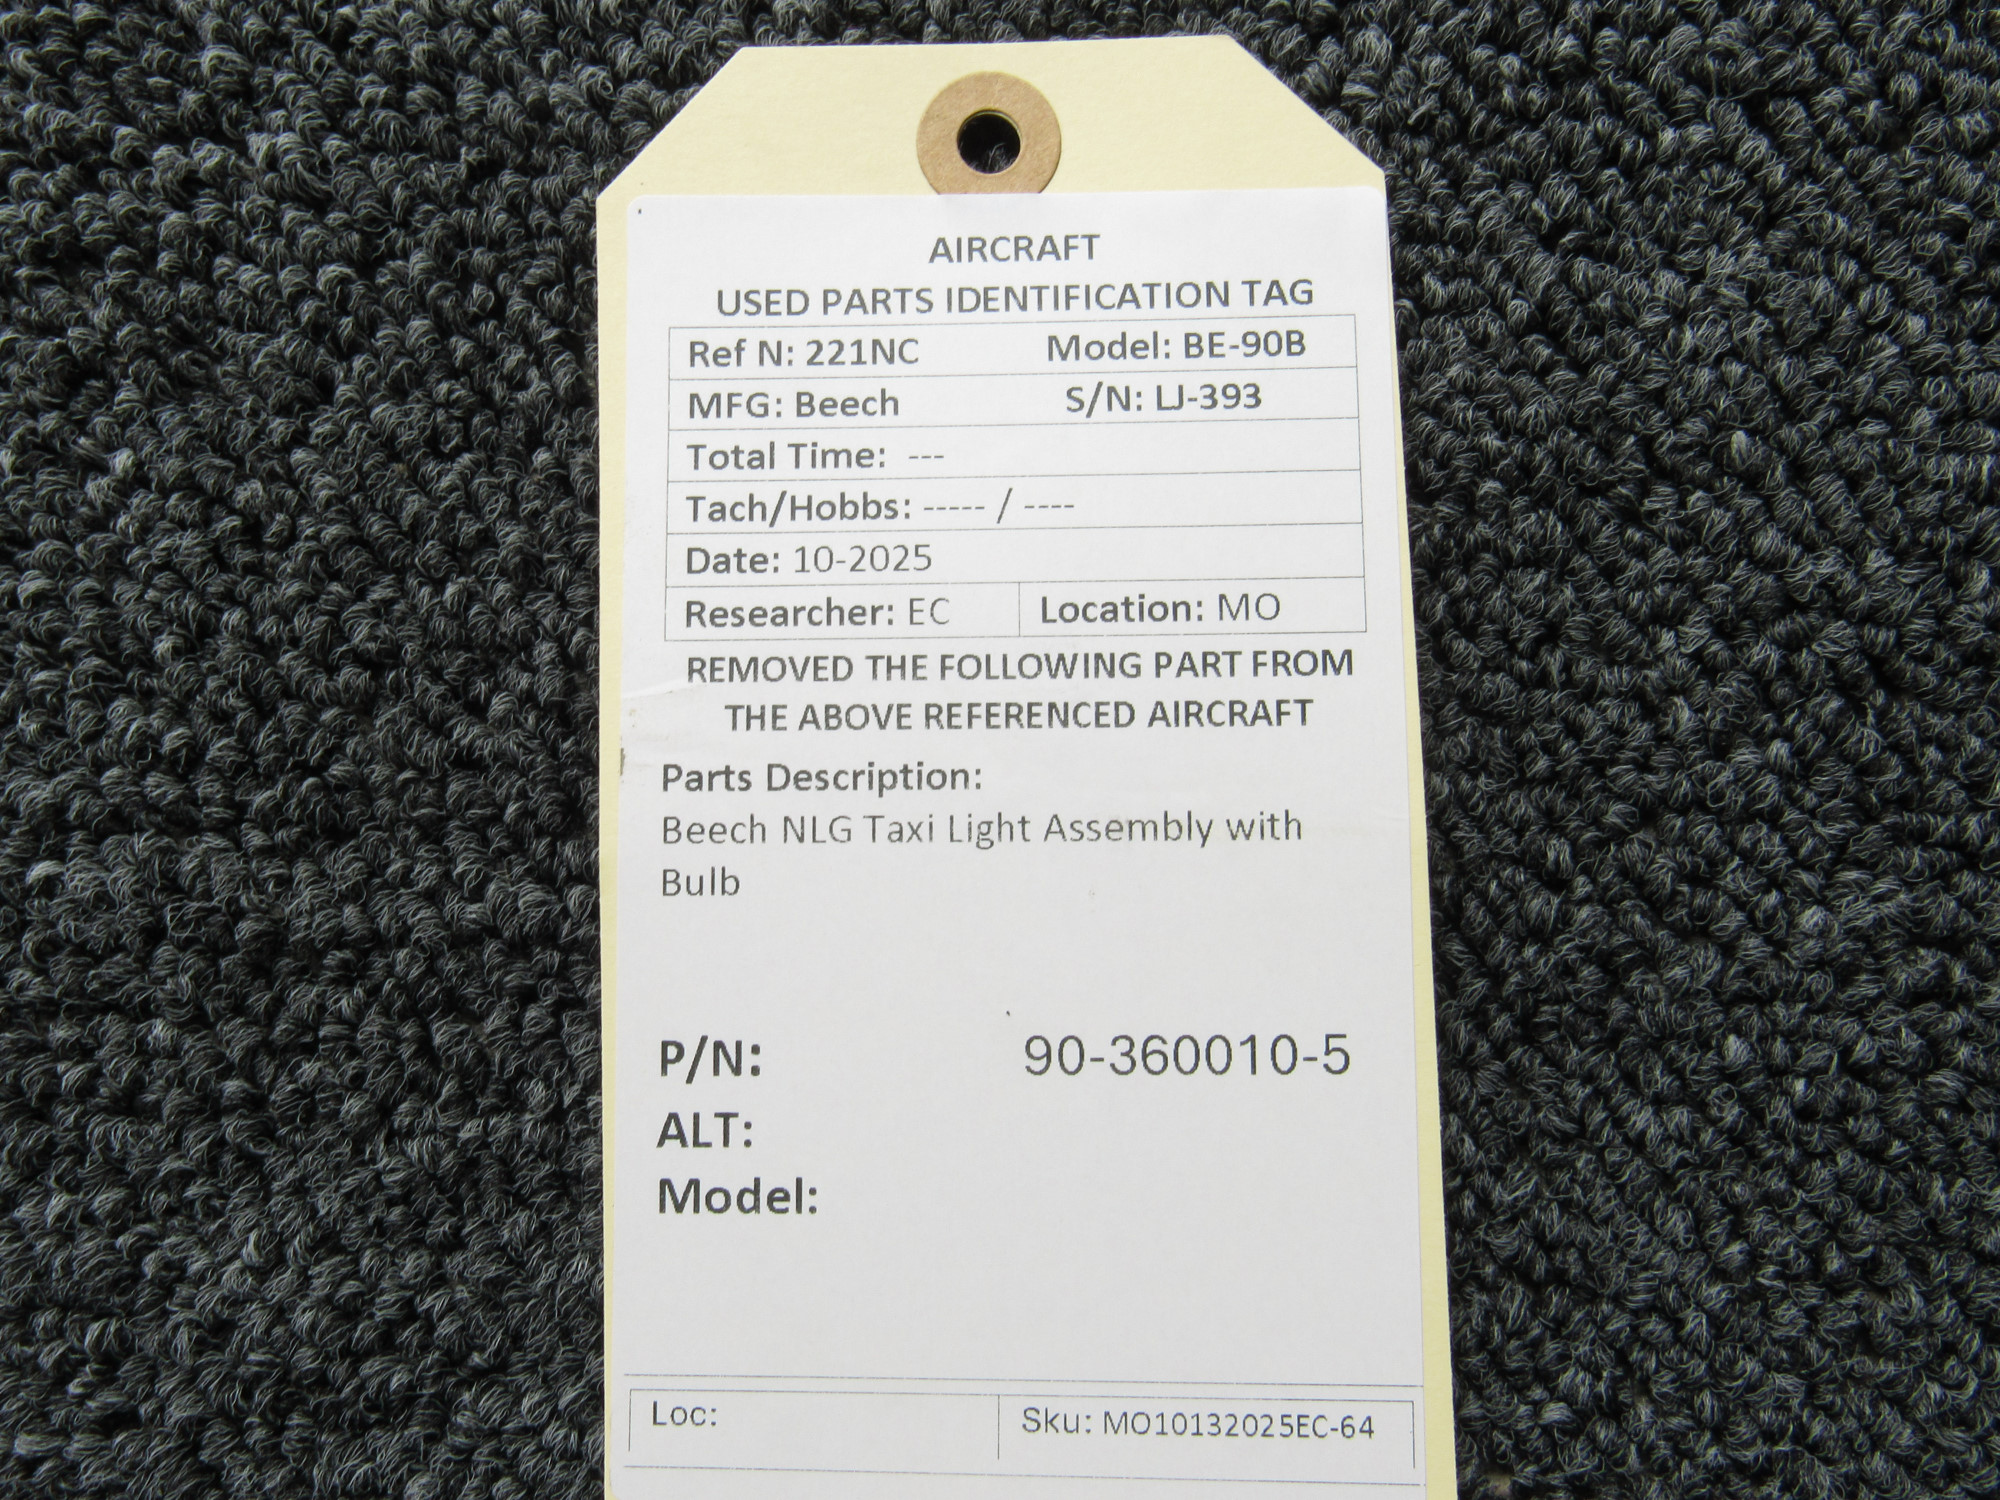 AIRCRAFT
USED PARTS IDENTIFICATION TAG
Ref N: 221NC Model: BE-90B
MFG: Beech S/N: LJ-393
Total Time: ---
Tach/Hobbs: ----- / ----
Date: 10-2025
Researcher: EC Location: MO
REMOVED THE FOLLOWING PART FROM
THE ABOVE REFERENCED AIRCRAFT
Parts Description:
Beech NLG Taxi Light Assembly with
Bulb
P/N: 90-360010-5
ALT:
Model:
Loc: Sku: MO10132025EC-64